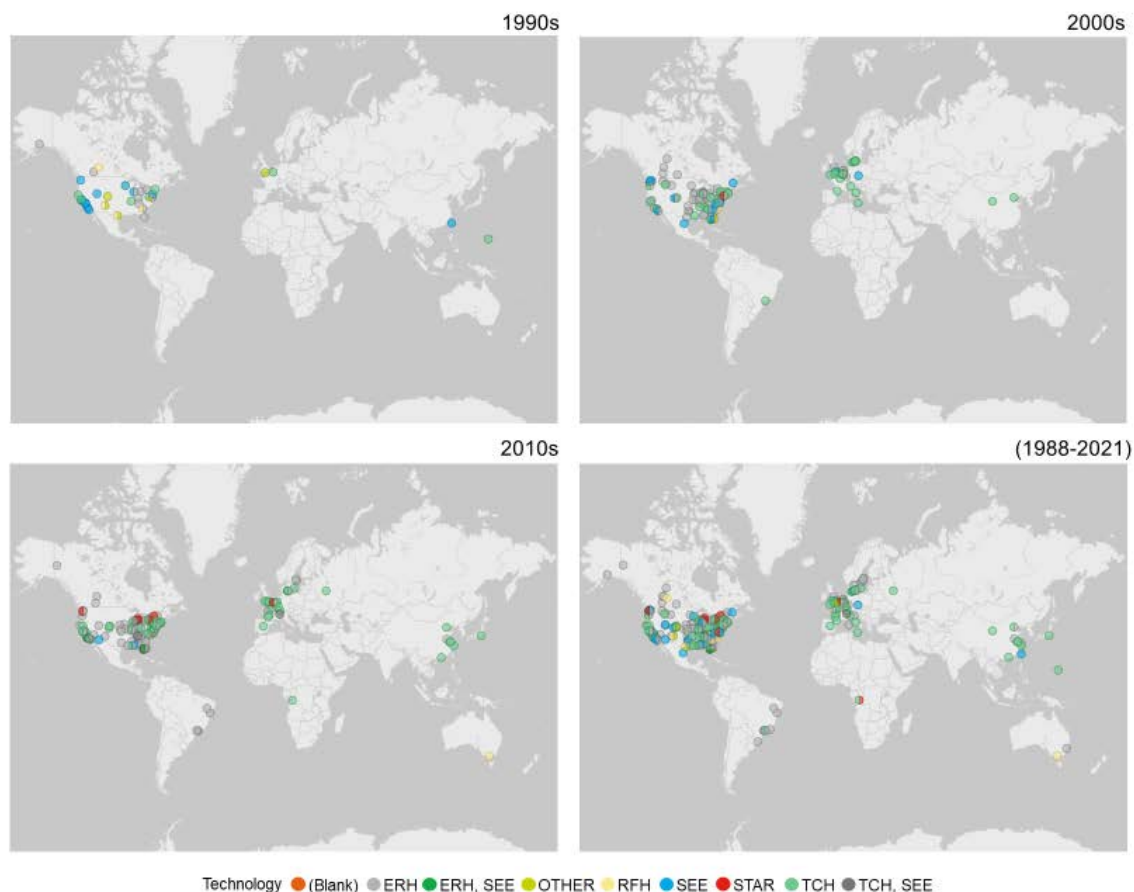 1990s
2000s
2010s
(1988-2021)
Technology (Blank) ERH ERH, SEE OTHER RFH SEE STAR TCH TCH, SEE